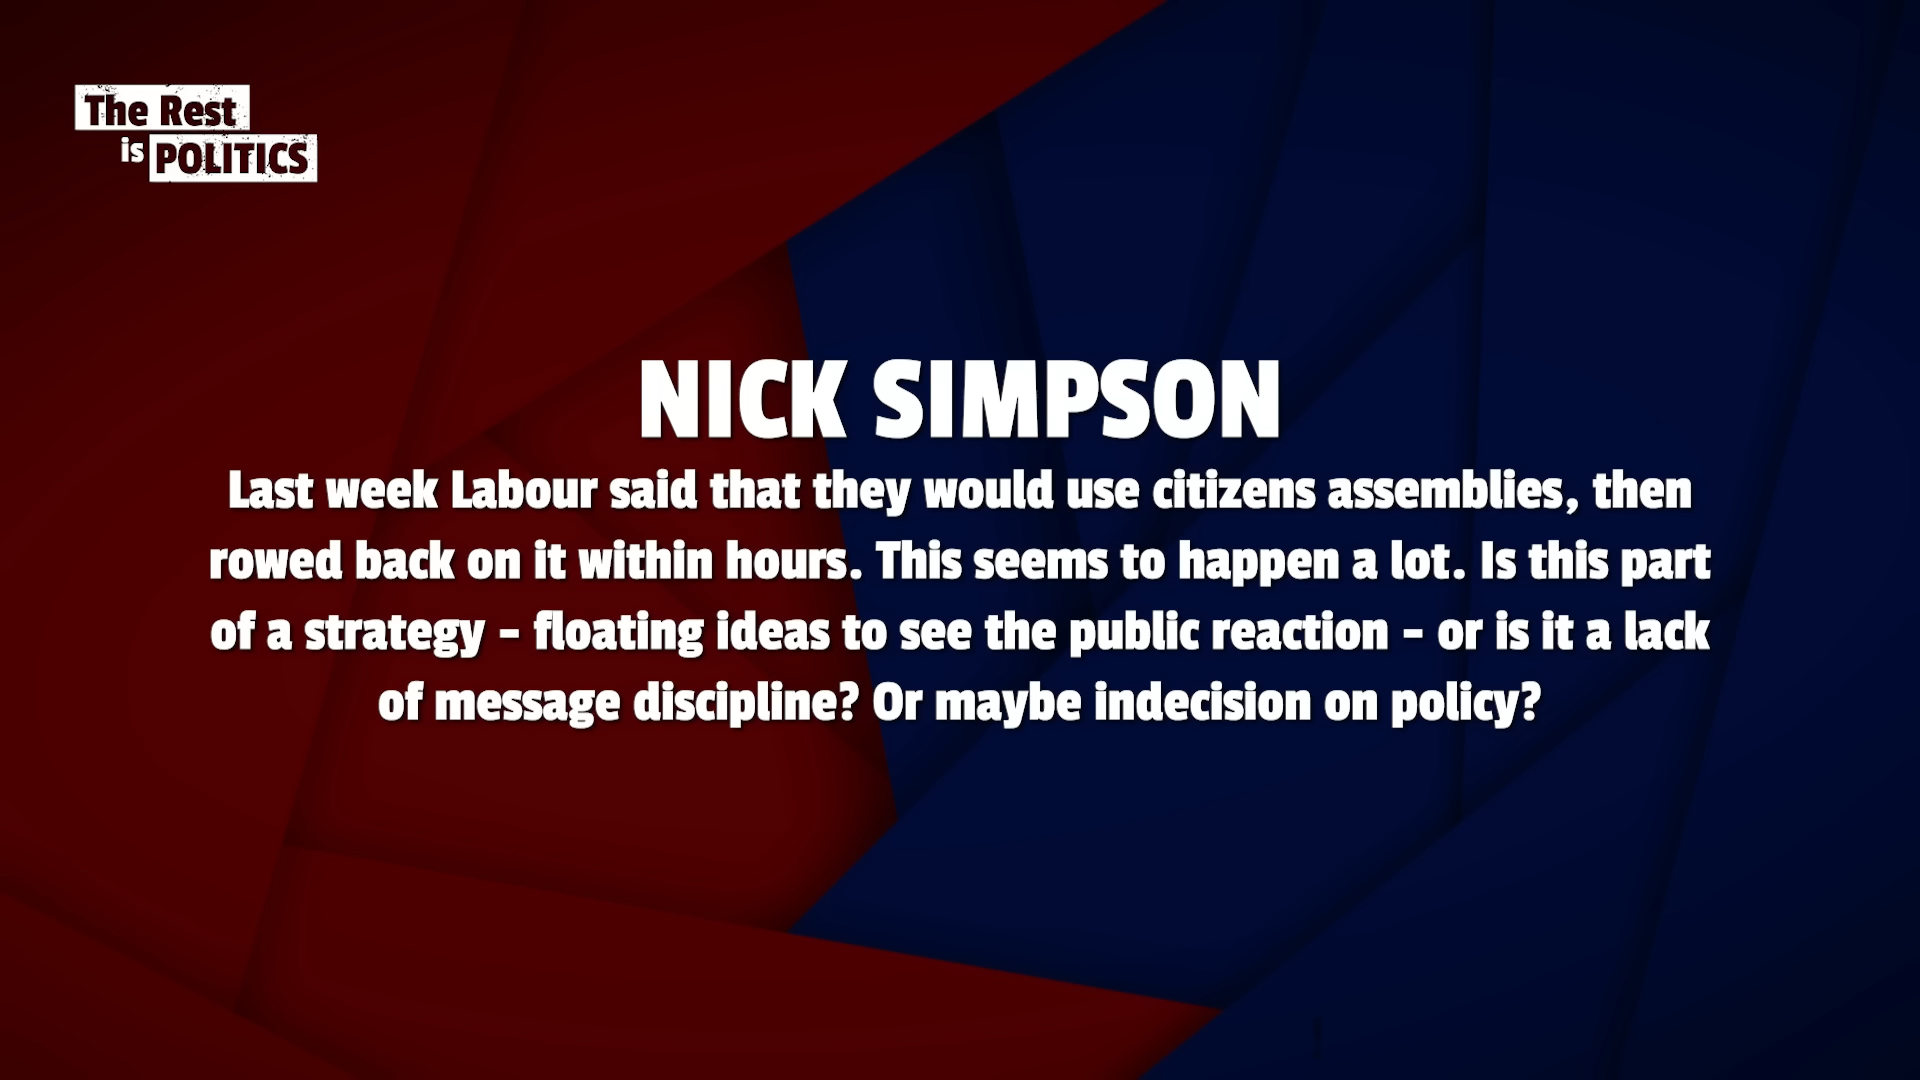 The Rest
is POLITICS
NICK SIMPSON
Last week Labour said that they would use citizens assemblies, then
rowed back on it within hours. This seems to happen a lot. Is this part
of a strategy – floating ideas to see the public reaction – or is it a lack
of message discipline? Or maybe indecision on policy?